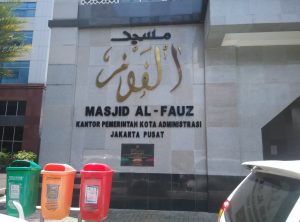 مسجد
الفوز
MASJID AL-FAUZ
KANTOR PEMERINTAH KOTA ADMINISTRASI
JAKARTA PUSAT